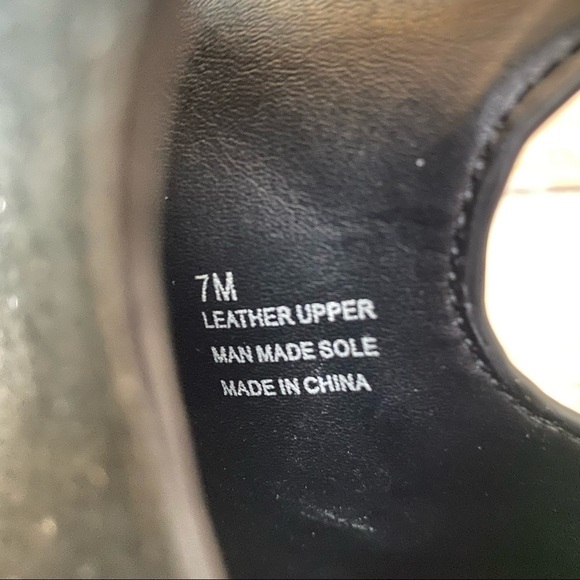 7M
LEATHER UPPER
MAN MADE SOLE
MADE IN CHINA